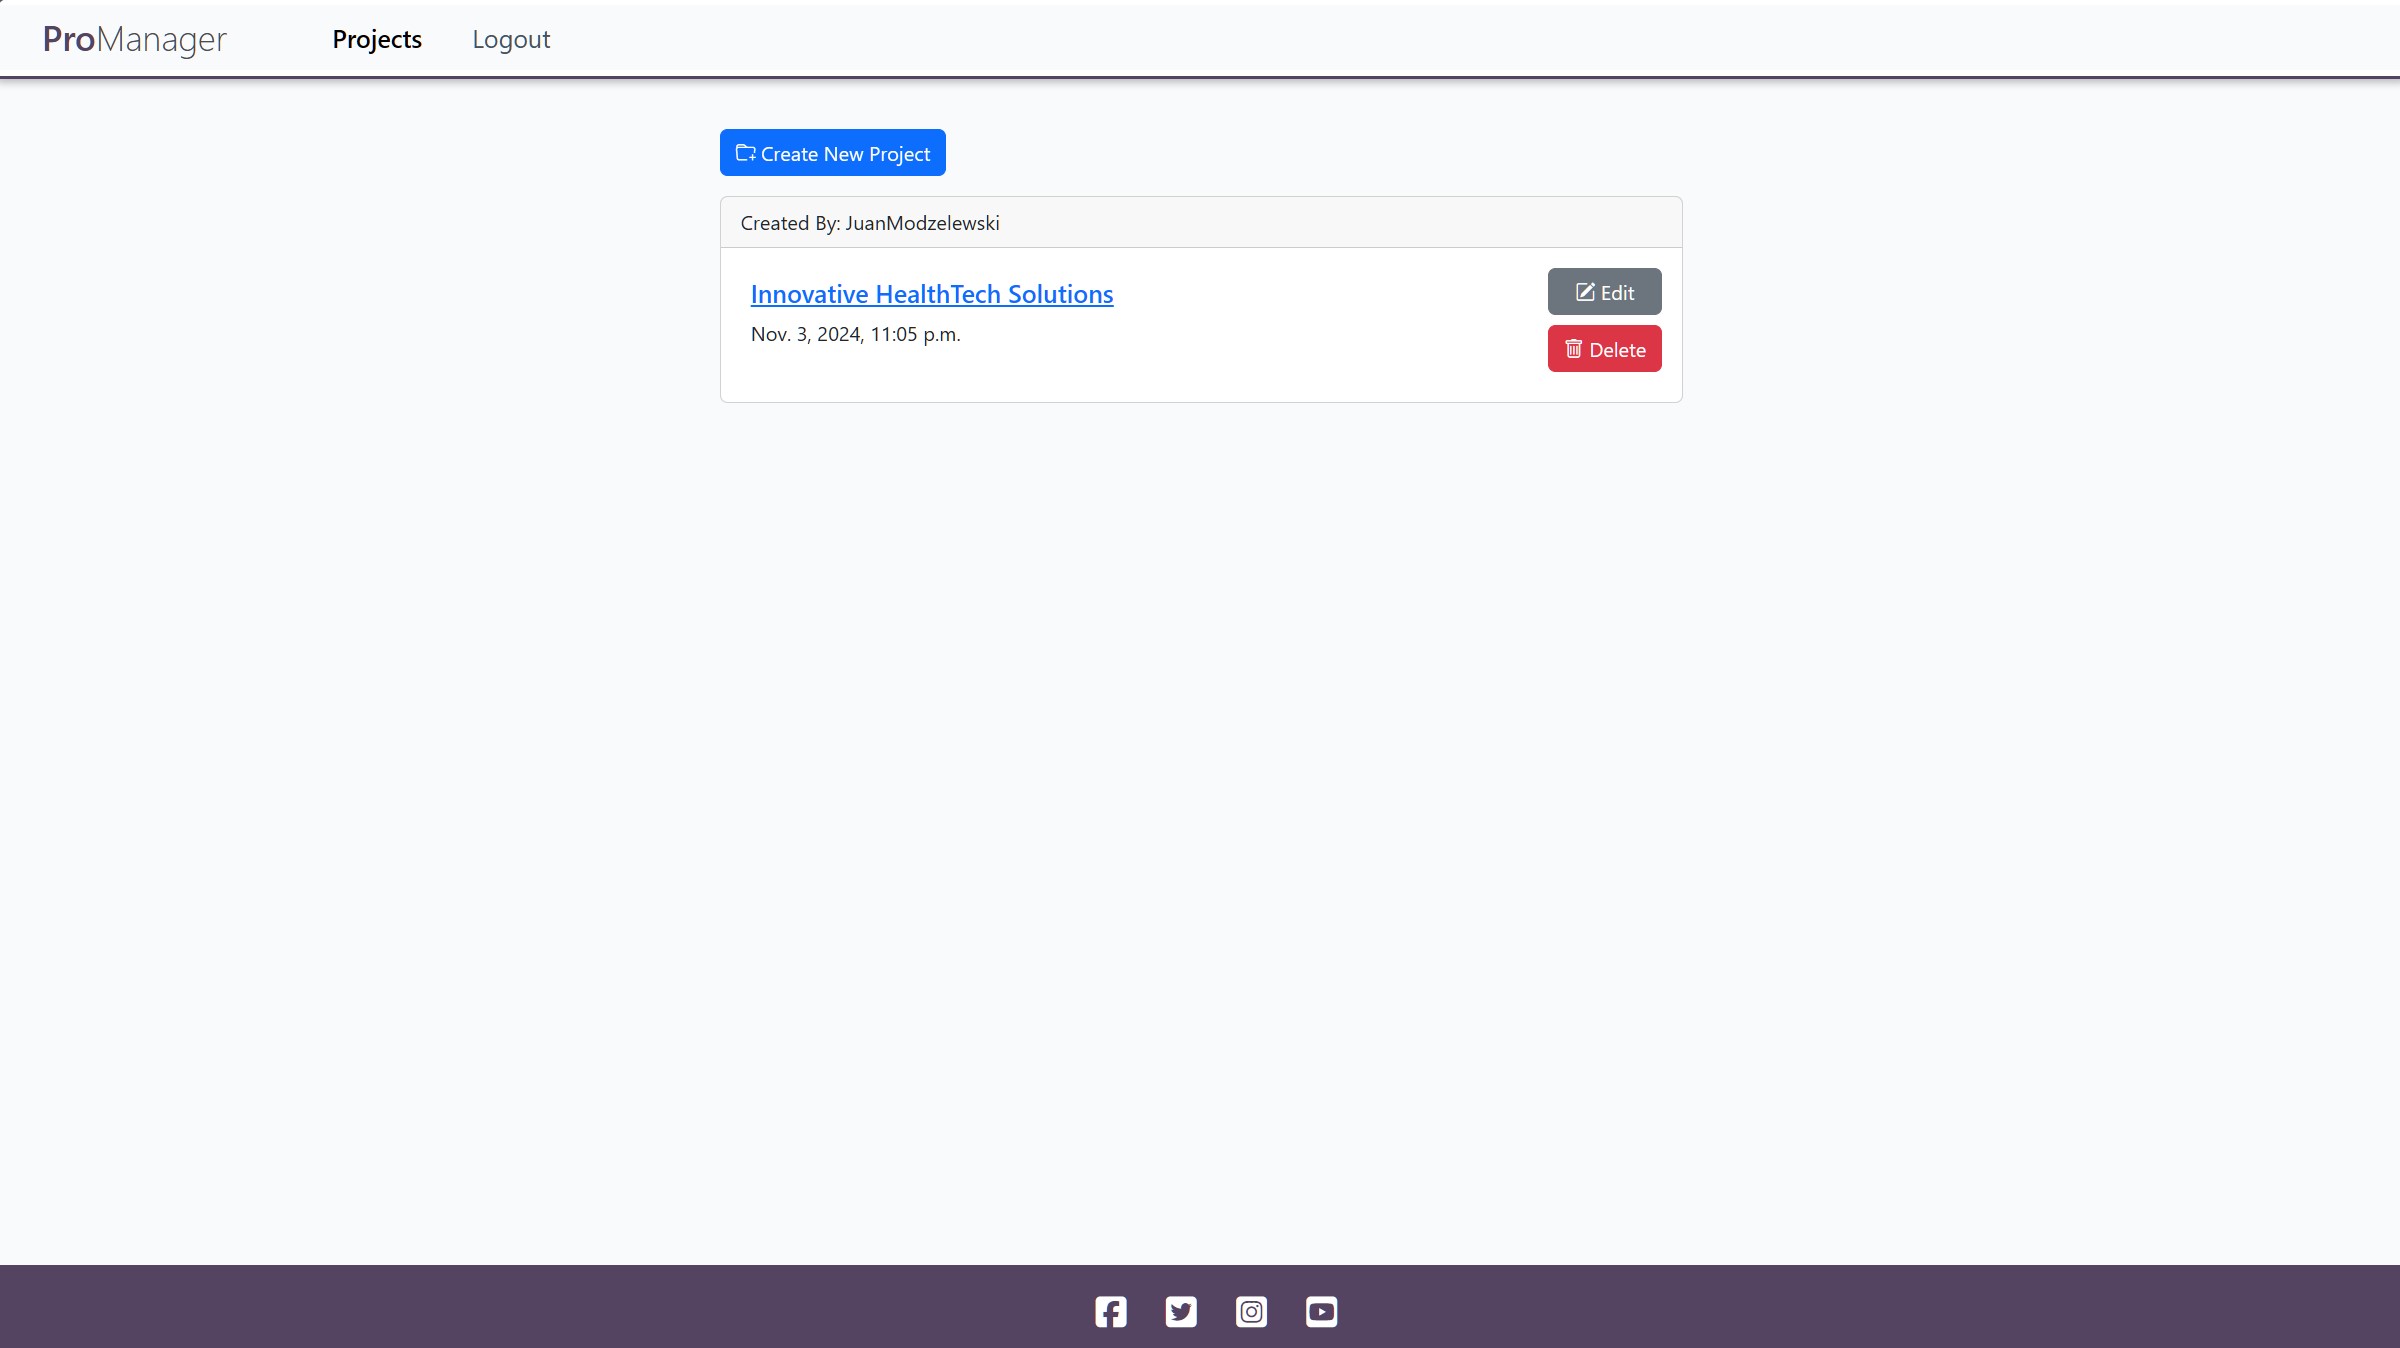 ProManager
Projects
Logout
Create New Project
Created By: JuanModzelewski
Innovative HealthTech Solutions
Edit
Nov. 3, 2024, 11:05 p.m.
Delete